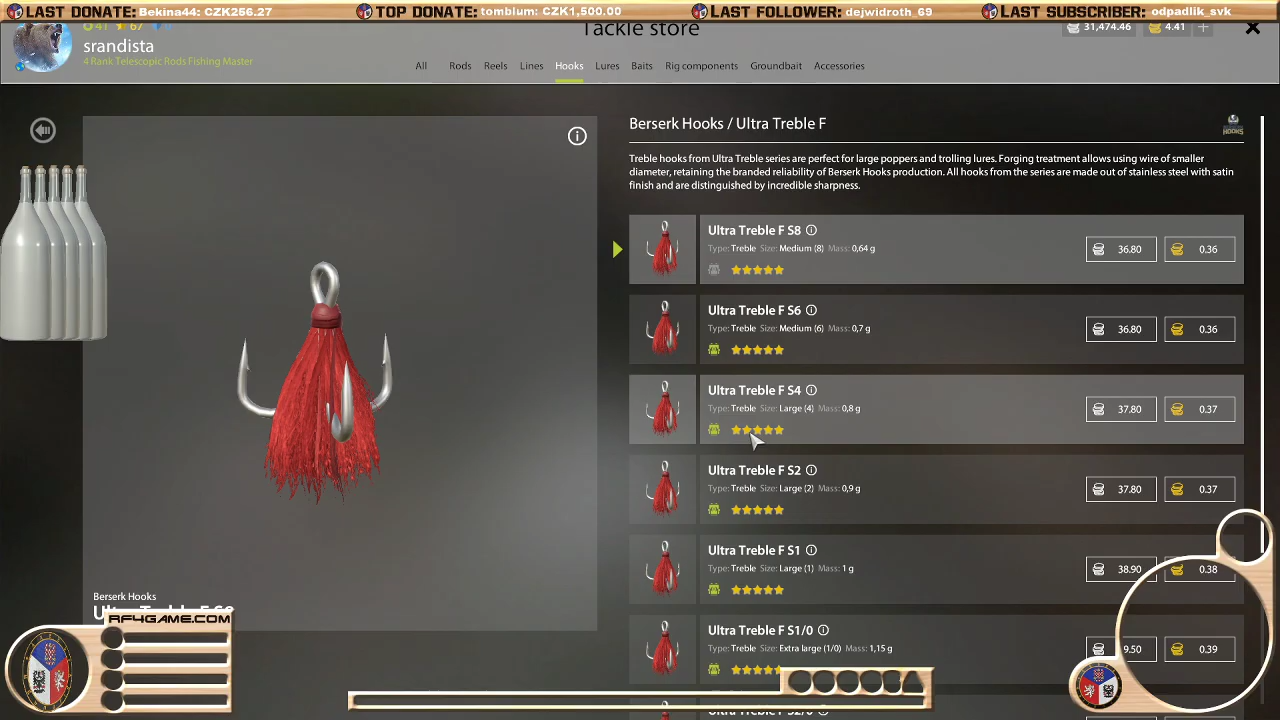 LAST DONATE: Bekina44: CZK256.27
TOP DONATE: tomblum: CZK1,500.00
LAST FOLLOWER: dejwidroth_69
LAST SUBSCRIBER: odpadlik_svk
41 67
srandista
4 Rank Telescopic Rods Fishing Master
Tackle store
31,474.46 4.41 +
All Rods Reels Lines Hooks Lures Baits Rig components Groundbait Accessories
Berserk Hooks / Ultra Treble F
HOOKS
Treble hooks from Ultra Treble series are perfect for large poppers and trolling lures. Forging treatment allows using wire of smaller
diameter, retaining the branded reliability of Berserk Hooks production. All hooks from the series are made out of stainless steel with satin
finish and are distinguished by incredible sharpness.
Ultra Treble F S8
Type: Treble Size: Medium (8) Mass: 0,64 g
36.80 0.36
Ultra Treble F S6
Type: Treble Size: Medium (6) Mass: 0,7 g
36.80 0.36
Ultra Treble F S4
Type: Treble Size: Large (4) Mass: 0,8 g
37.80 0.37
Ultra Treble F S2
Type: Treble Size: Large (2) Mass: 0,9 g
37.80 0.37
Ultra Treble F S1
Type: Treble Size: Large (1) Mass: 1 g
38.90 0.38
Ultra Treble F S1/0
Type: Treble Size: Extra large (1/0) Mass: 1,15 g
9.50 0.39
Berserk Hooks
Ultra Treble F S8
RF4GAME.COM